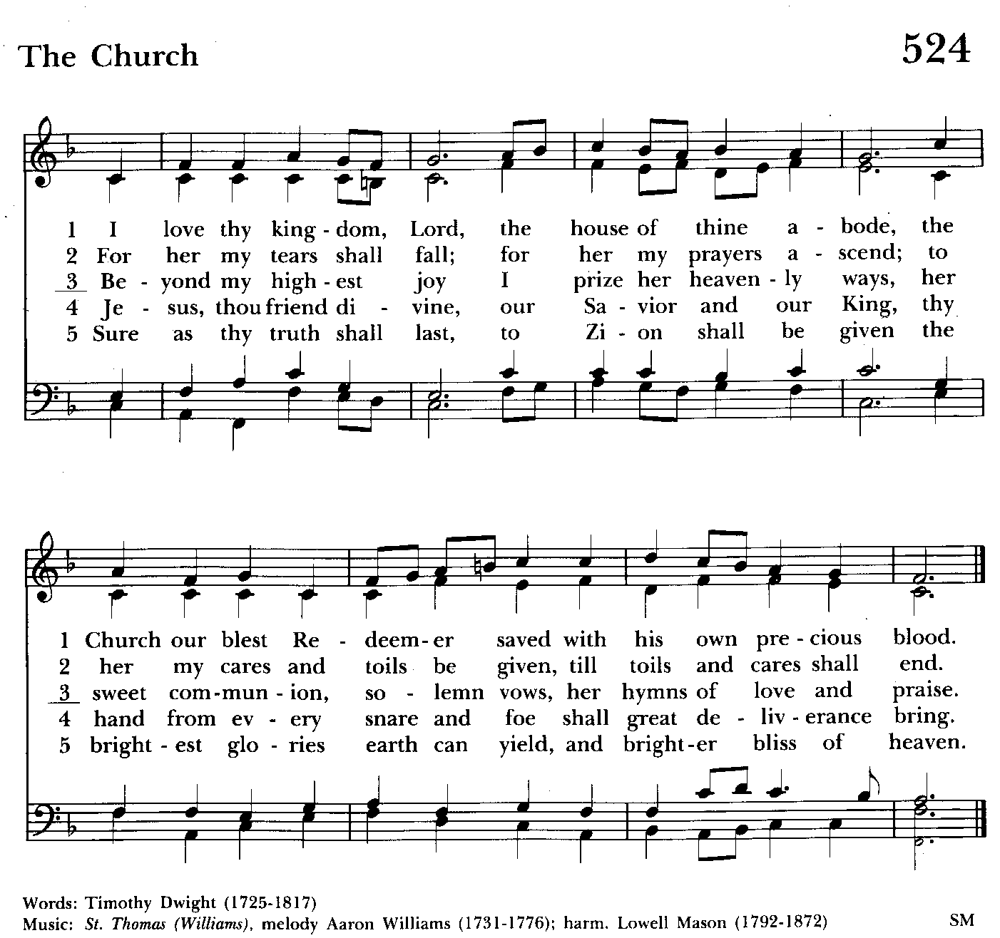 The Church 524
1 I love thy king - dom, Lord, the house of thine a - bode, the
2 For her my tears shall fall; for her my prayers a - scend; to
3 Be - yond my high - est joy I prize her heaven - ly ways, her
4 Je - sus, thou friend di - vine, our Sa - vior and our King, thy
5 Sure as thy truth shall last, to Zi - on shall be given the
1 Church our blest Re - deem - er saved with his own pre - cious blood.
2 her my cares and toils be given, till toils and cares shall end.
3 sweet com - mun - ion, so - lemn vows, her hymns of love and praise.
4 hand from ev - ery snare and foe shall great de - liv - erance bring.
5 bright - est glo - ries earth can yield, and bright - er bliss of heaven.
Words: Timothy Dwight (1725-1817)
Music: St. Thomas (Williams), melody Aaron Williams (1731-1776); harm. Lowell Mason (1792-1872) SM